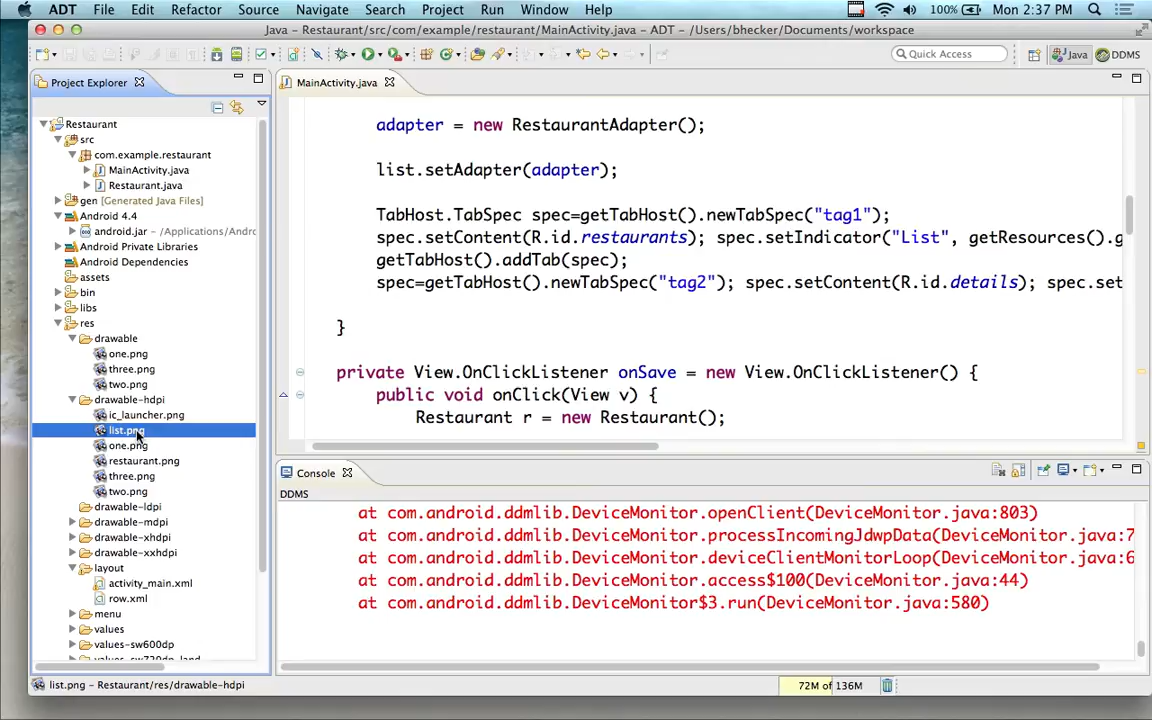 ADT File Edit Refactor Source Navigate Search Project Run Window Help 100% Mon 2:37 PM
Java – Restaurant/src/com/example/restaurant/MainActivity.java – ADT – /Users/bhecker/Documents/workspace
Quick Access
Java
DDMS
Project Explorer
Restaurant
src
com.example.restaurant
MainActivity.java
Restaurant.java
gen [Generated Java Files]
Android 4.4
android.jar - /Applications/Andro
Android Private Libraries
Android Dependencies
assets
bin
libs
res
drawable
one.png
three.png
two.png
drawable-hdpi
ic_launcher.png
list.png
one.png
restaurant.png
three.png
two.png
drawable-ldpi
drawable-mdpi
drawable-xhdpi
drawable-xxhdpi
layout
activity_main.xml
row.xml
menu
values
values-sw600dp
values-sw720dp-land
MainActivity.java
adapter = new RestaurantAdapter();
list.setAdapter(adapter);
TabHost.TabSpec spec=getTabHost().newTabSpec("tag1");
spec.setContent(R.id.restaurants); spec.setIndicator("List", getResources().g
getTabHost().addTab(spec);
spec=getTabHost().newTabSpec("tag2"); spec.setContent(R.id.details); spec.set
}
private View.OnClickListener onSave = new View.OnClickListener() {
public void onClick(View v) {
Restaurant r = new Restaurant();
Console
DDMS
at com.android.ddmlib.DeviceMonitor.openClient(DeviceMonitor.java:803)
at com.android.ddmlib.DeviceMonitor.processIncomingJdwpData(DeviceMonitor.java:7
at com.android.ddmlib.DeviceMonitor.deviceClientMonitorLoop(DeviceMonitor.java:6
at com.android.ddmlib.DeviceMonitor.access$100(DeviceMonitor.java:44)
at com.android.ddmlib.DeviceMonitor$3.run(DeviceMonitor.java:580)
list.png – Restaurant/res/drawable-hdpi
72M of 136M